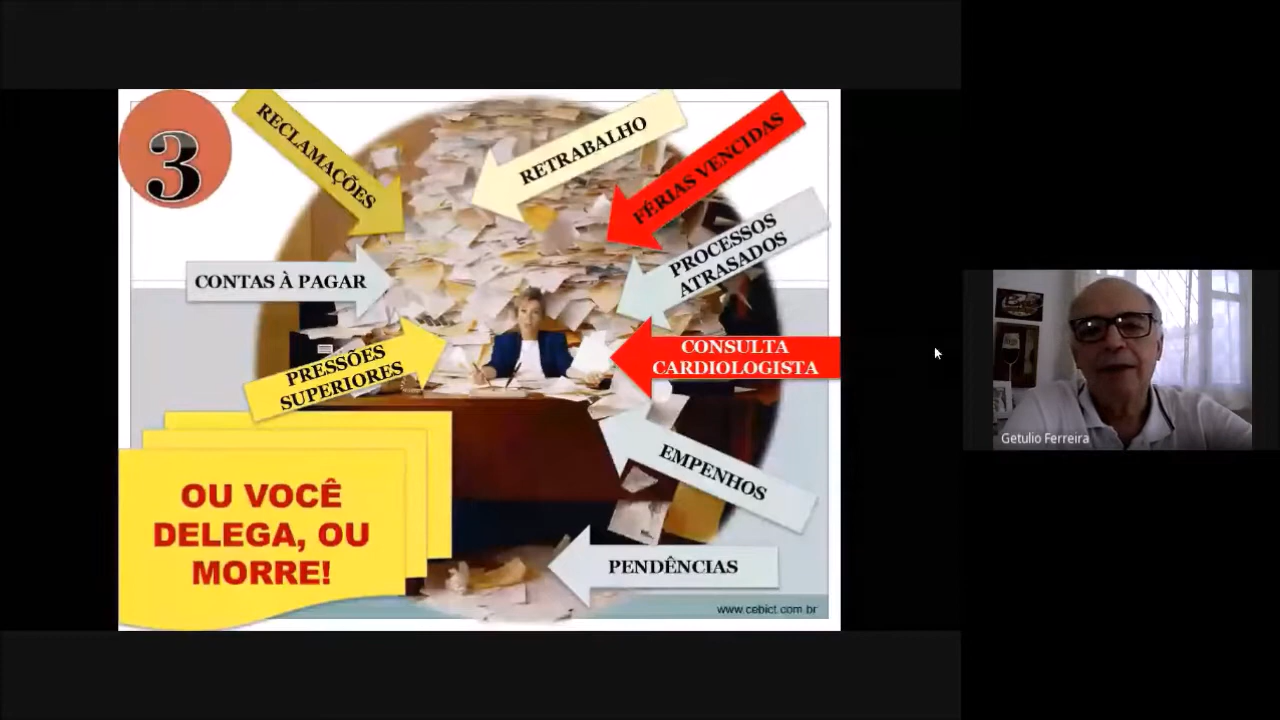 3
RECLAMAÇÕES
RETRABALHO
FÉRIAS VENCIDAS
PROCESSOS
ATRASADOS
CONTAS À PAGAR
PRESSÕES
SUPERIORES
CONSULTA
CARDIOLOGISTA
EMPENHOS
OU VOCÊ
DELEGA, OU
MORRE!
PENDÊNCIAS
www.cebict.com.br
Getulio Ferreira